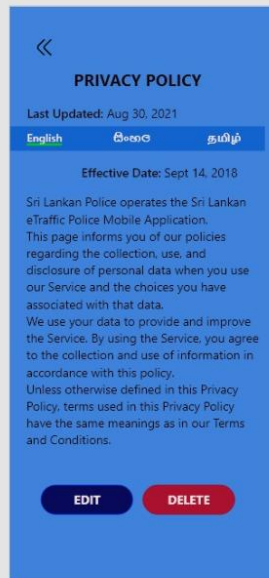 PRIVACY POLICY
Last Updated: Aug 30, 2021
English සිංහල தமிழ்
Effective Date: Sept 14, 2018
Sri Lankan Police operates the Sri Lankan
eTraffic Police Mobile Application.
This page informs you of our policies
regarding the collection, use, and
disclosure of personal data when you use
our Service and the choices you have
associated with that data.
We use your data to provide and improve
the Service. By using the Service, you agree
to the collection and use of information in
accordance with this policy.
Unless otherwise defined in this Privacy
Policy, terms used in this Privacy Policy
have the same meanings as in our Terms
and Conditions.
EDIT DELETE